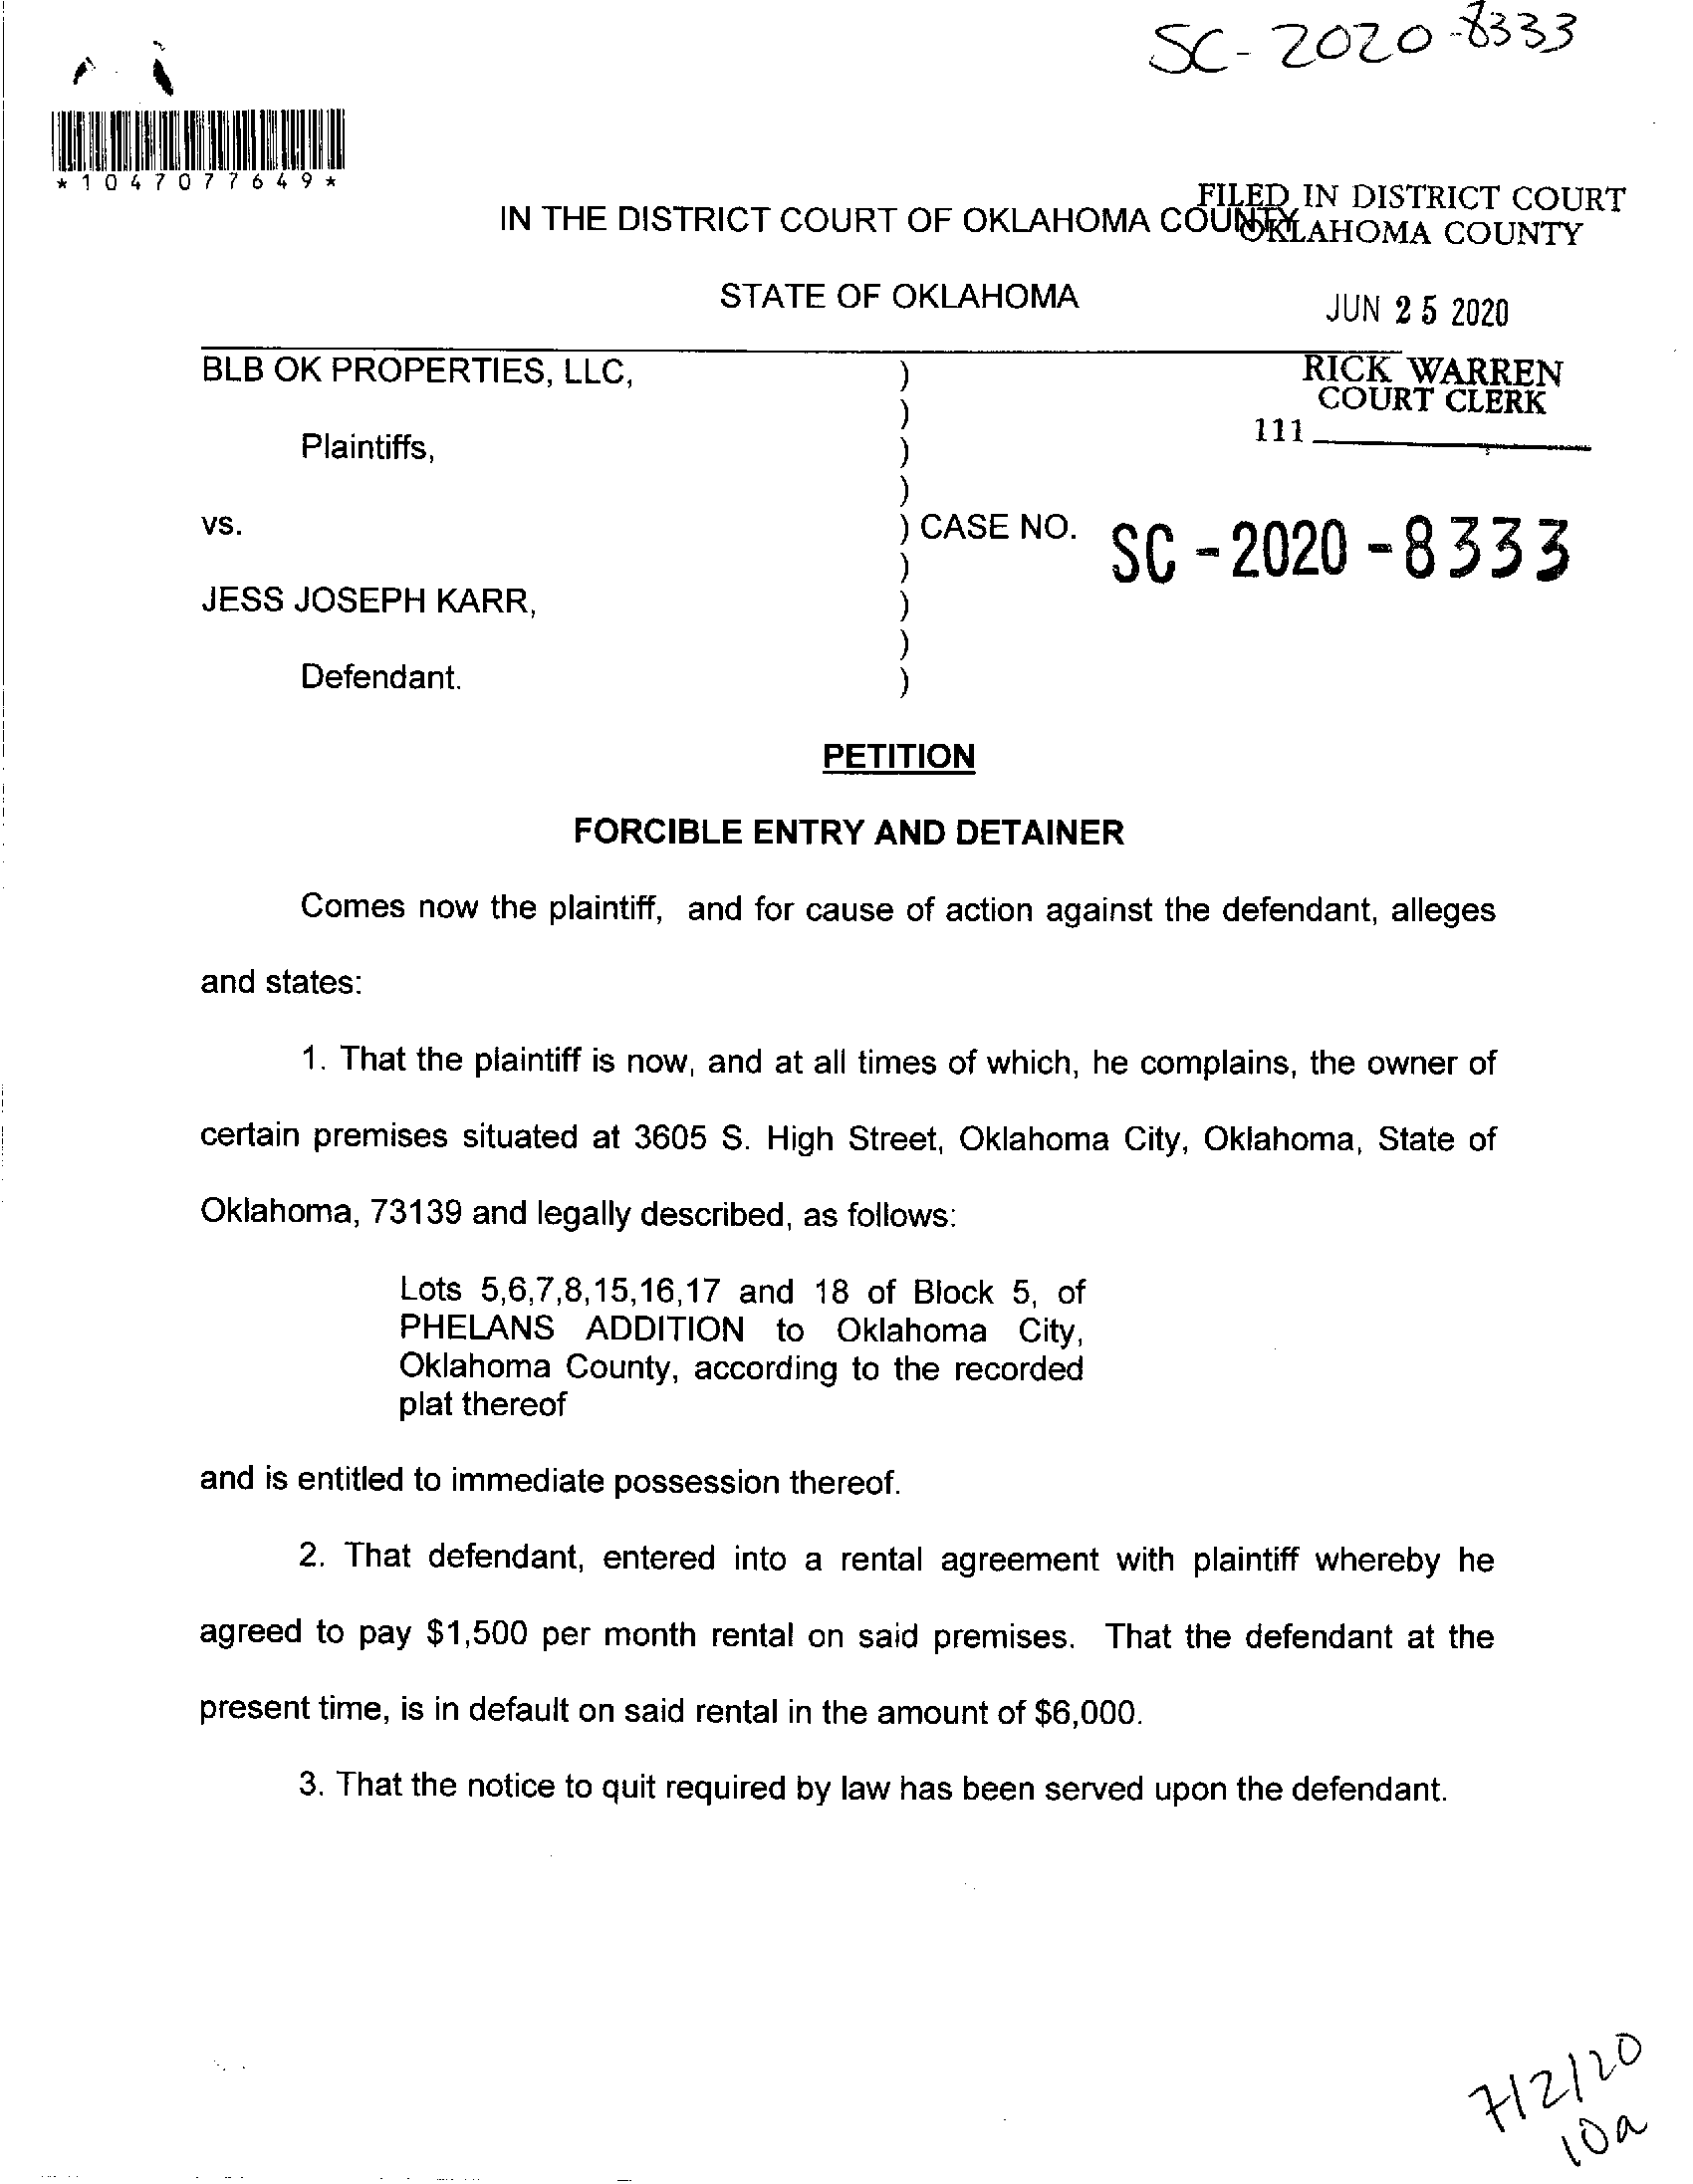 SC-2020-8333
*1047077649*
FILED IN DISTRICT COURT
OKLAHOMA COUNTY
IN THE DISTRICT COURT OF OKLAHOMA COUNTY
STATE OF OKLAHOMA
JUN 25 2020
RICK WARREN
COURT CLERK
111
BLB OK PROPERTIES, LLC, )
)
Plaintiffs, )
)
vs. ) CASE NO. SC-2020-8333
)
JESS JOSEPH KARR, )
)
Defendant. )
PETITION
FORCIBLE ENTRY AND DETAINER
Comes now the plaintiff, and for cause of action against the defendant, alleges
and states:
1. That the plaintiff is now, and at all times of which, he complains, the owner of
certain premises situated at 3605 S. High Street, Oklahoma City, Oklahoma, State of
Oklahoma, 73139 and legally described, as follows:
Lots 5,6,7,8,15,16,17 and 18 of Block 5, of
PHELANS ADDITION to Oklahoma City,
Oklahoma County, according to the recorded
plat thereof
and is entitled to immediate possession thereof.
2. That defendant, entered into a rental agreement with plaintiff whereby he
agreed to pay $1,500 per month rental on said premises. That the defendant at the
present time, is in default on said rental in the amount of $6,000.
3. That the notice to quit required by law has been served upon the defendant.
7/2/20
10a